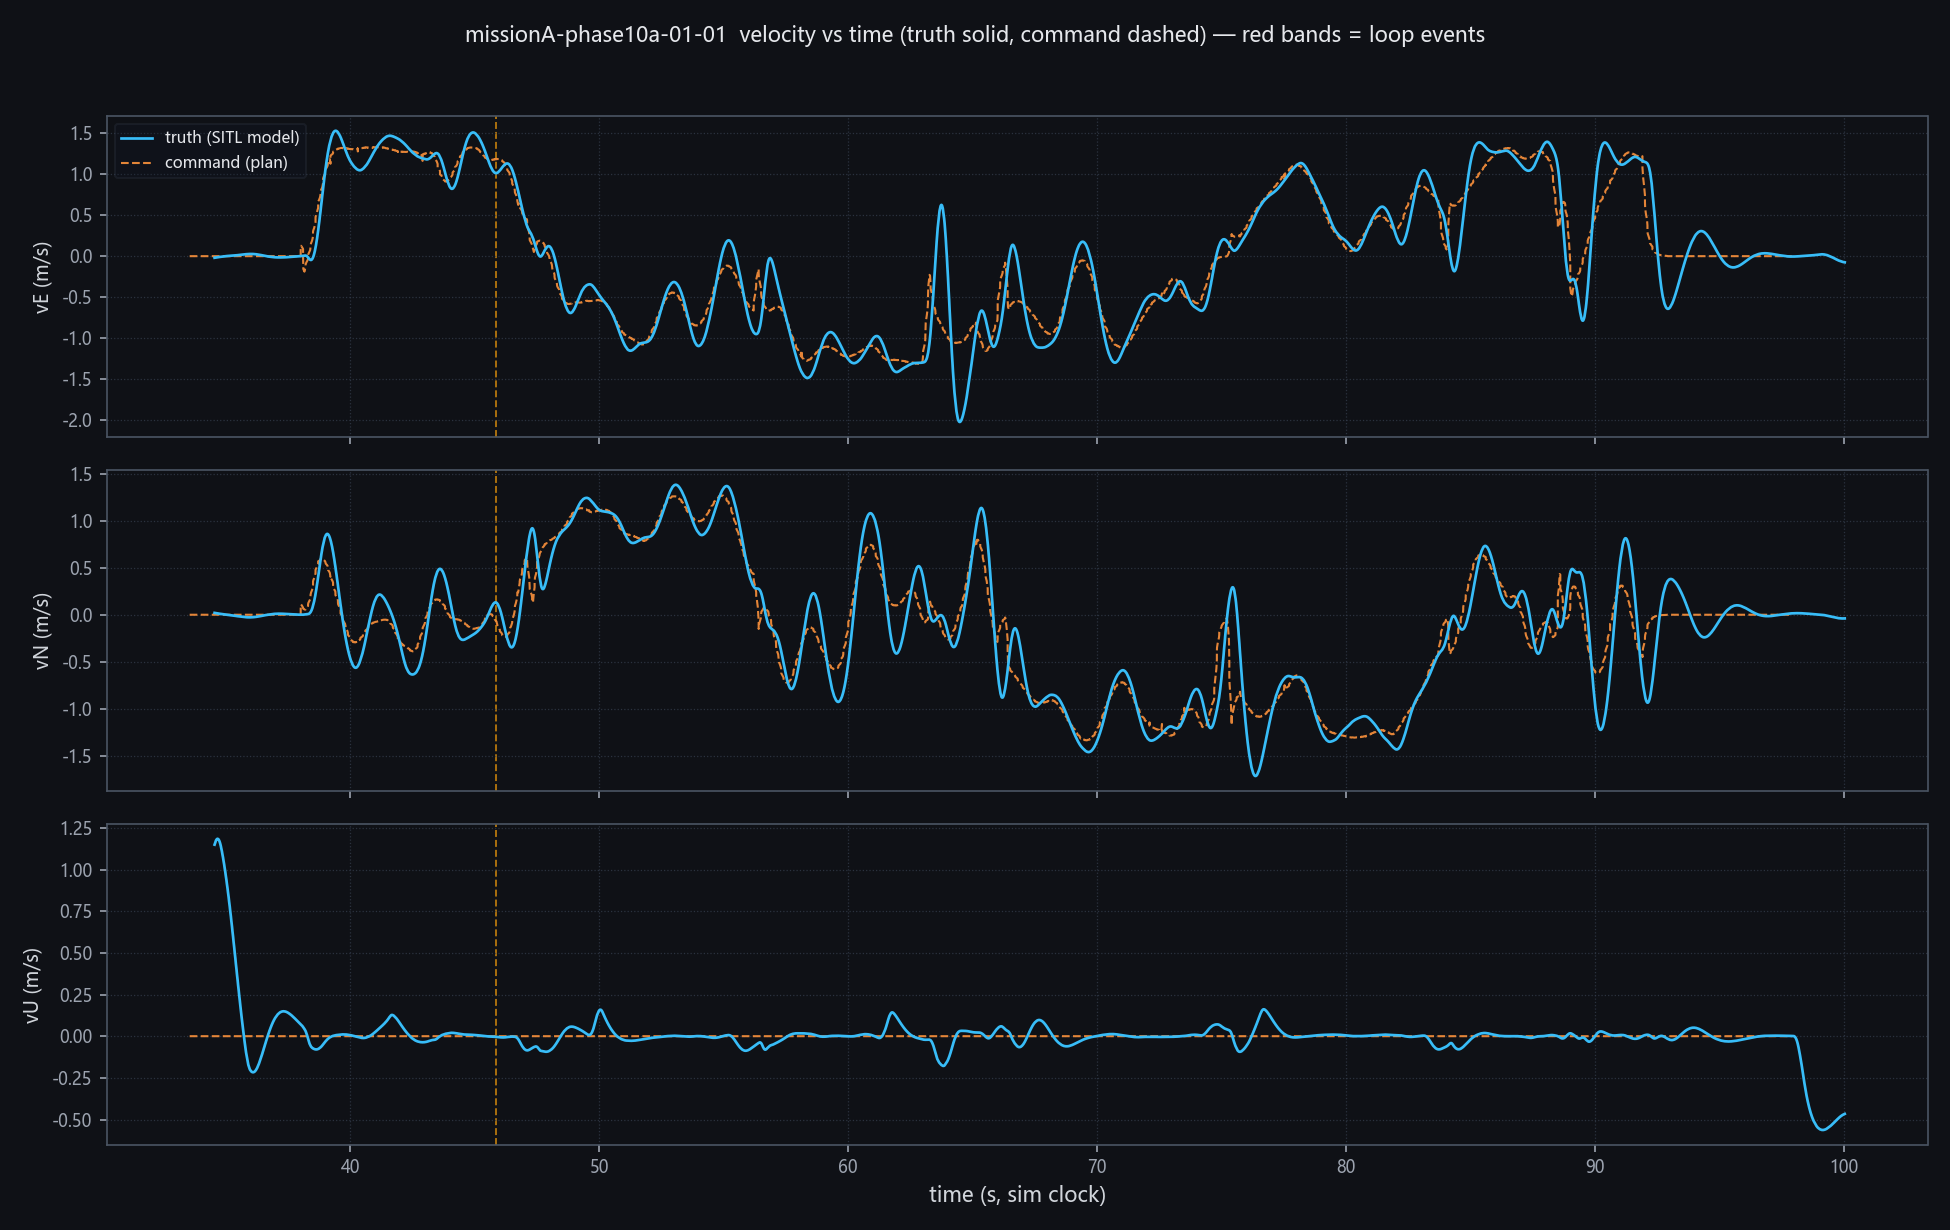 missionA-phase10a-01-01  velocity vs time (truth solid, command dashed) — red bands = loop events
truth (SITL model)
command (plan)
1.5
1.0
0.5
0.0
-0.5
-1.0
-1.5
-2.0
vE (m/s)
1.5
1.0
0.5
0.0
-0.5
-1.0
-1.5
vN (m/s)
1.25
1.00
0.75
0.50
0.25
0.00
-0.25
-0.50
vU (m/s)
40 50 60 70 80 90 100
time (s, sim clock)